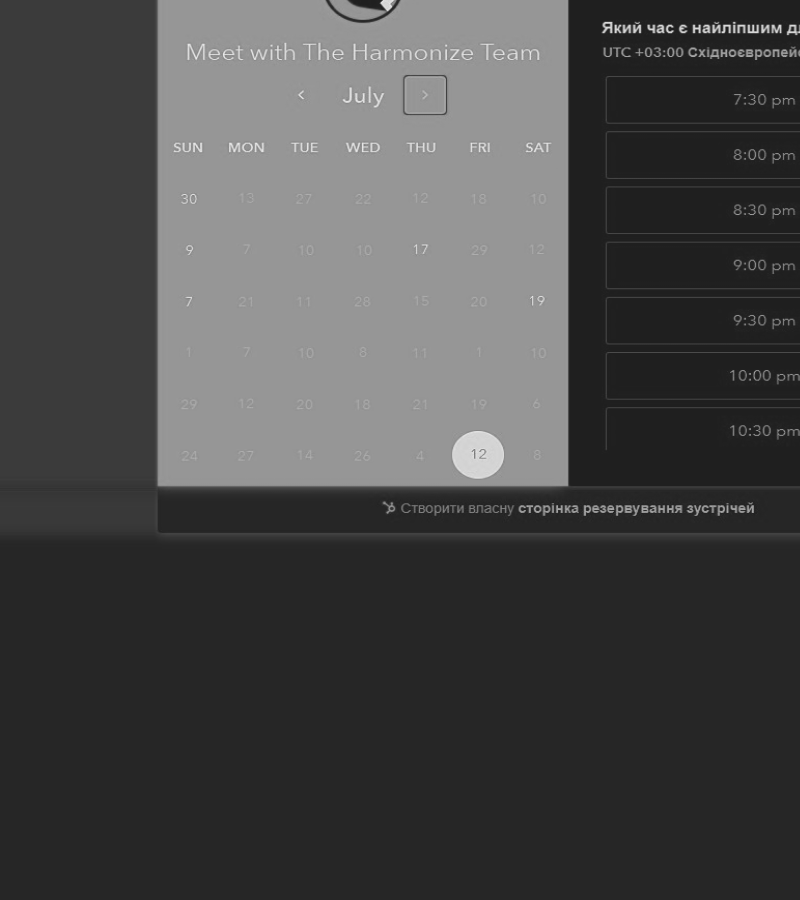 Meet with The Harmonize Team
July
SUN MON TUE WED THU FRI SAT
30 13 27 22 12 18 10
9 7 10 10 17 29 12
7 21 11 28 15 20 19
1 7 10 8 11 1 10
29 12 20 18 21 19 6
24 27 14 26 4 12 8
Який час є найліпшим
UTC +03:00
7:30 pm
8:00 pm
8:30 pm
9:00 pm
9:30 pm
10:00 pm
10:30 pm
Створити власну сторінка резервування зустрічей